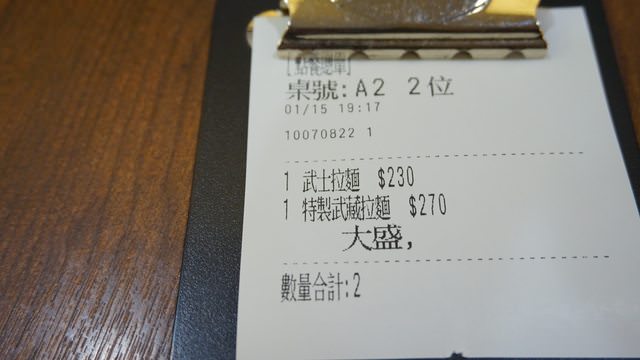 [點餐總單]
桌號:A2 2位
01/15 19:17
10070822 1
1 武士拉麵 $230
1 特製武藏拉麵 $270
大盛,
數量合計:2